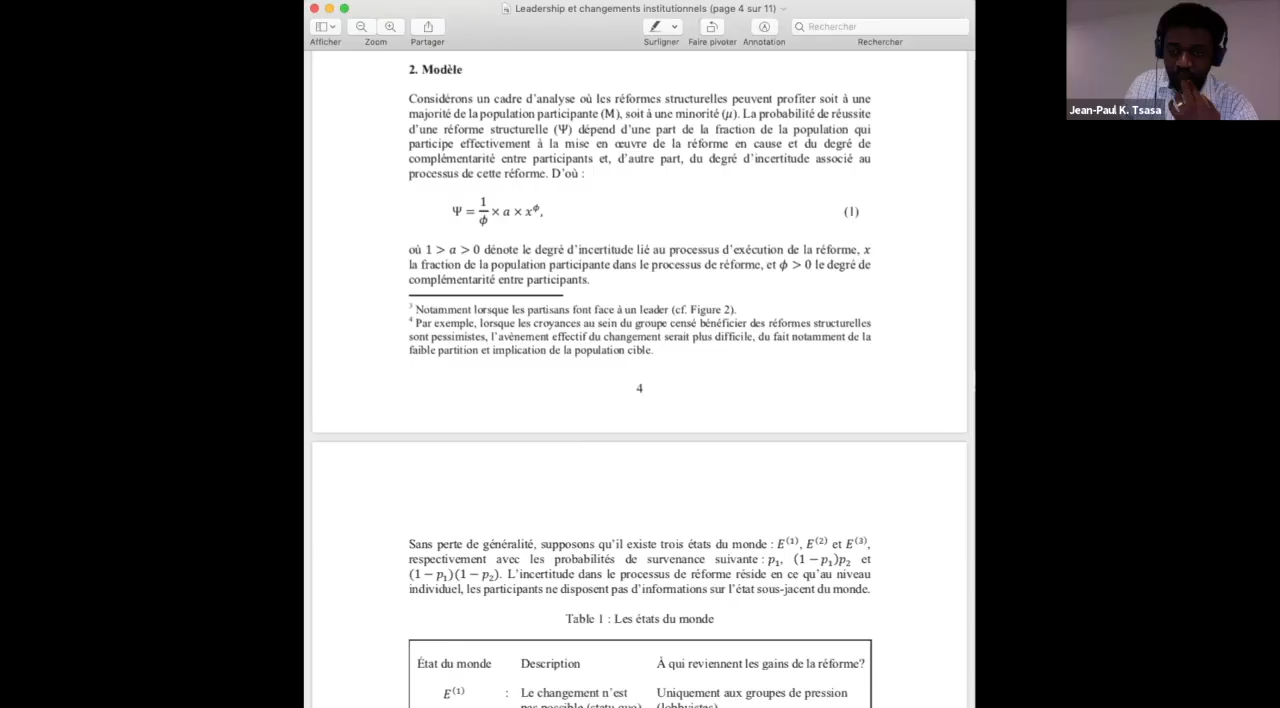 Leadership et changements institutionnels (page 4 sur 11)
Rechercher
Afficher
Zoom
Partager
Surligner
Faire pivoter
Annotation
Rechercher
Jean-Paul K. Tsasa
2. Modèle
Considérons un cadre d'analyse où les réformes structurelles peuvent profiter soit à une
majorité de la population participante (M), soit à une minorité (μ). La probabilité de réussite
d'une réforme structurelle (Ψ) dépend d'une part de la fraction de la population qui
participe effectivement à la mise en œuvre de la réforme en cause et du degré de
complémentarité entre participants et, d'autre part, du degré d'incertitude associé au
processus de cette réforme. D'où :
Ψ = 1/ϕ × a × x^ϕ, (1)
où 1 > a > 0 dénote le degré d'incertitude lié au processus d'exécution de la réforme, x
la fraction de la population participante dans le processus de réforme, et ϕ > 0 le degré de
complémentarité entre participants.
³ Notamment lorsque les partisans font face à un leader (cf. Figure 2).
⁴ Par exemple, lorsque les croyances au sein du groupe censé bénéficier des réformes structurelles
sont pessimistes, l'avènement effectif du changement serait plus difficile, du fait notamment de la
faible partition et implication de la population cible.
4
Sans perte de généralité, supposons qu'il existe trois états du monde : E⁽¹⁾, E⁽²⁾ et E⁽³⁾,
respectivement avec les probabilités de survenance suivante : p₁, (1 − p₁)p₂ et
(1 − p₁)(1 − p₂). L'incertitude dans le processus de réforme réside en ce qu'au niveau
individuel, les participants ne disposent pas d'informations sur l'état sous-jacent du monde.
Table 1 : Les états du monde
État du monde Description À qui reviennent les gains de la réforme?
E⁽¹⁾ : Le changement n'est Uniquement aux groupes de pression
pas possible (statu quo) (lobbyistes)